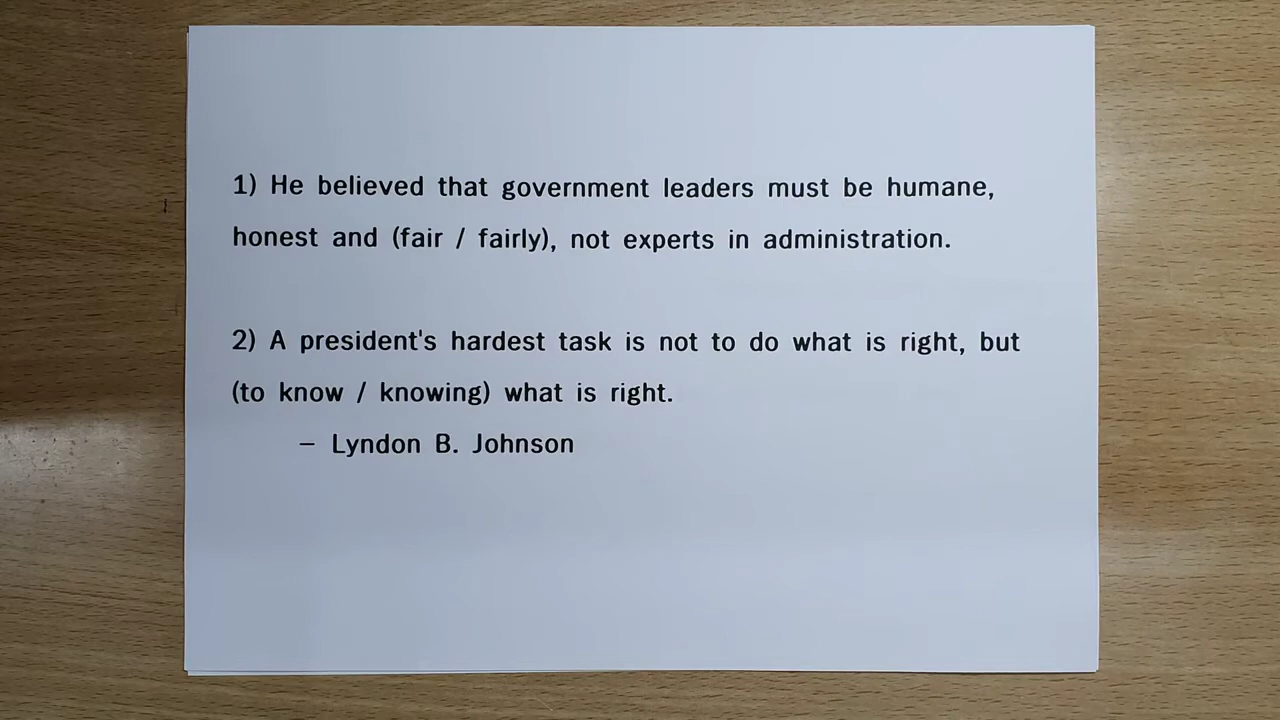 1) He believed that government leaders must be humane,
honest and (fair / fairly), not experts in administration.
2) A president's hardest task is not to do what is right, but
(to know / knowing) what is right.
– Lyndon B. Johnson